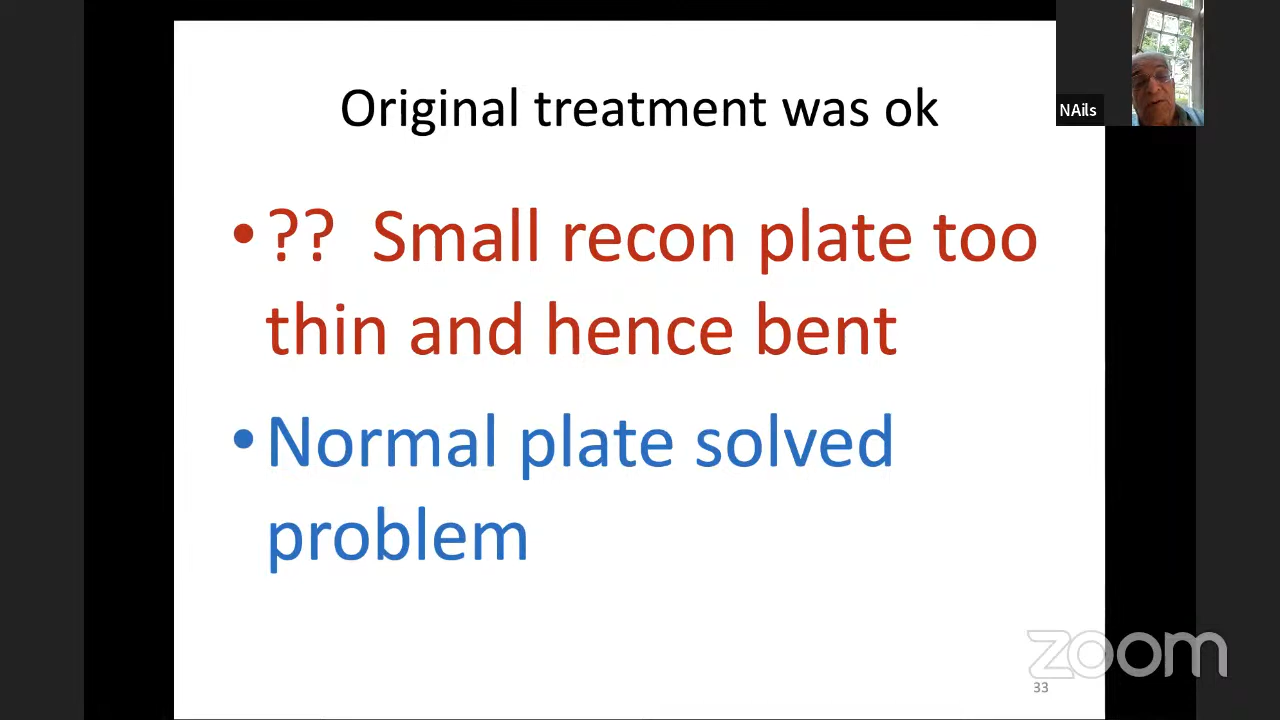 Original treatment was ok
NAils
•?? Small recon plate too
thin and hence bent
•Normal plate solved
problem
zoom
33